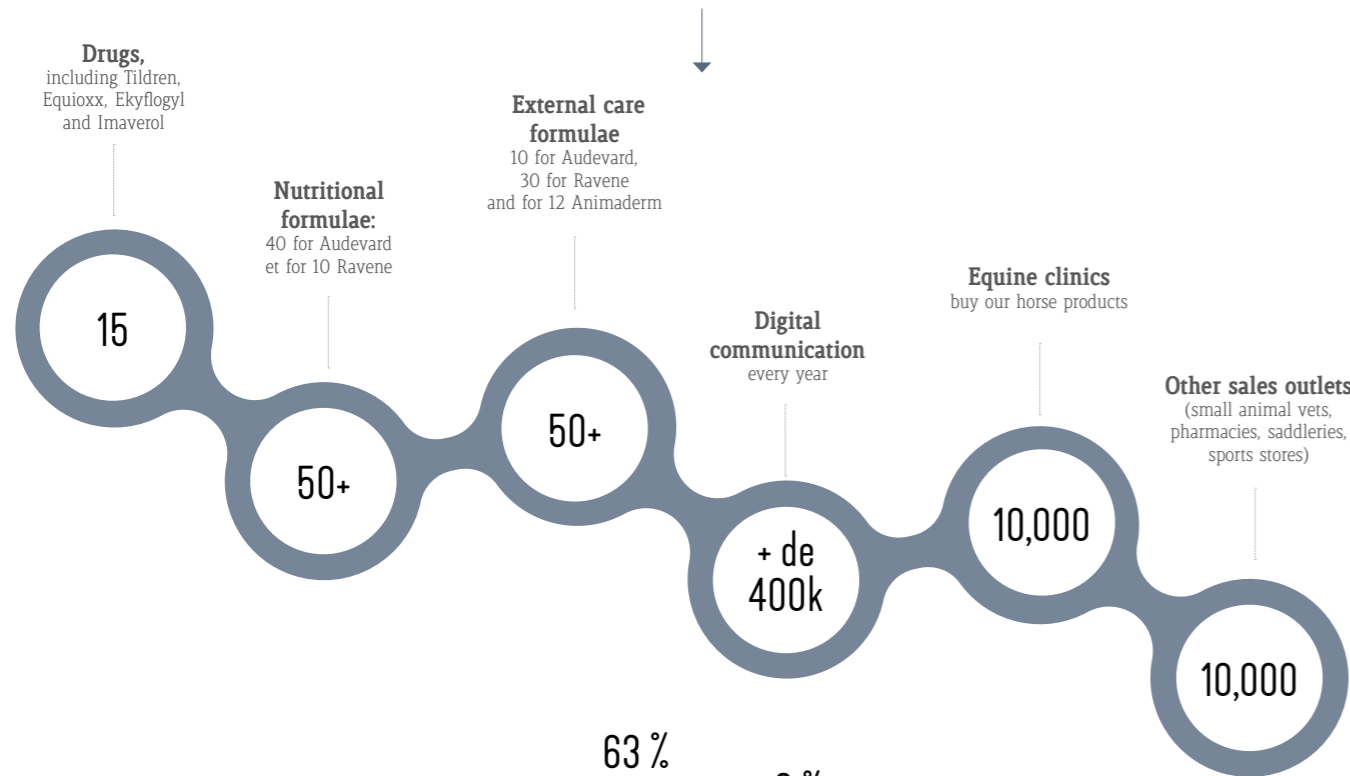 Drugs,
including Tildren,
Equioxx, Ekyflogyl
and Imaverol
15
Nutritional
formulae:
40 for Audevard
et for 10 Ravene
50+
External care
formulae
10 for Audevard,
30 for Ravene
and for 12 Animaderm
50+
Digital
communication
every year
+ de
400k
Equine clinics
buy our horse products
10,000
Other sales outlets
(small animal vets,
pharmacies, saddleries,
sports stores)
10,000
63 %